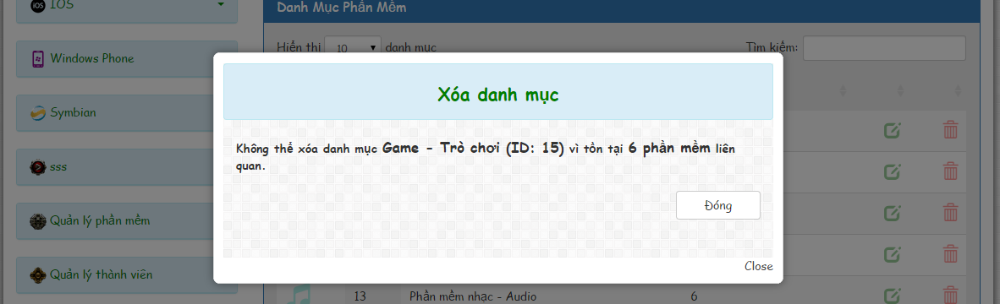 IOS
Danh Mục Phần Mềm
Hiển thị 10 danh mục
Tìm kiếm:
Windows Phone
Xóa danh mục
Symbian
Không thể xóa danh mục Game - Trò chơi (ID: 15) vì tồn tại 6 phần mềm liên
quan.
sss
Đóng
Quản lý phần mềm
Close
Quản lý thành viên
13 Phần mềm nhạc - Audio 6